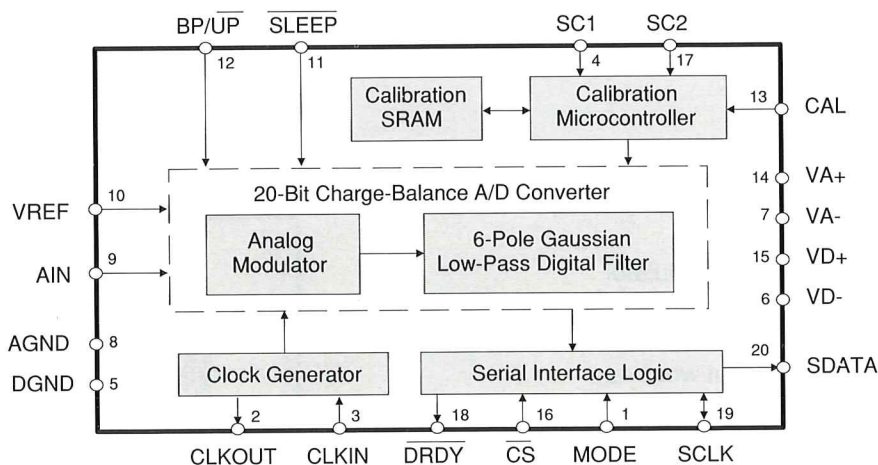 BP/UP SLEEP SC1 SC2
12 11 4 17
Calibration
SRAM
Calibration
Microcontroller
13 CAL
14 VA+
7 VA-
15 VD+
6 VD-
20 SDATA
VREF 10
AIN 9
AGND 8
DGND 5
20-Bit Charge-Balance A/D Converter
Analog
Modulator
6-Pole Gaussian
Low-Pass Digital Filter
Clock Generator
Serial Interface Logic
2 3 18 16 1 19
CLKOUT CLKIN DRDY CS MODE SCLK